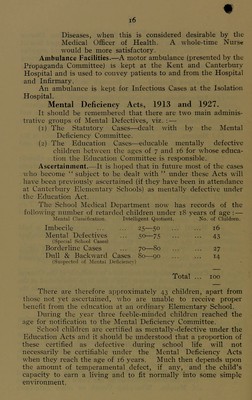 16
Diseases, when this is considered desirable by the
Medical Officer of Health. A whole-time Nurse
would be more satisfactory.
Ambulance Facilities.—A motor ambulance (presented by the
Propaganda Committee) is kept at the Kent and Canterbury
Hospital and is used to convey patients to and from the Hospital
and Infirmary.
An ambulance is kept for Infectious Cases at the Isolation
Hospital.
Mental Deficiency Acts, 1913 and 1927.
It should be remembered that there are two main adminis-
trative groups of Mental Defectives, viz. :—
(1) The Statutory Cases—dealt with by the Mental
Deficiency Committee.
(2) The Education Cases—educable mentally defective
children between the ages of 7 and 16 for whose educa-
tion the Education Committee is responsible.
Ascertainment.—It is hoped that in future most of the cases
who become " subject to be dealt with " under these Acts will
have been previously ascertained (if they have been in attendance
at Canterbury Elementary Schools) as mentally defective under
the Education Act.
The School Medical Department now has records of the
following number of retarded children under 18 years of age :—
Mental Classification. Intelligent Quotient. No. of Children.
Imbecile ... 25—50 ... 16
Mental Defectives ... 50—75 ... 43
(Special School Cases)
Borderline Cases ... 70—80 ... 27
Dull & Backward Cases 80—90 ... 14
(Suspected of Mental Deficiency)
Total ... 100
There are therefore approximately 43 children, apart from
those not yet ascertained, who are unable to receive proper
benefit from the education at an ordinary Elementary School.
During the year three feeble-minded children reached the
age for notification to the Mental Deficiency Committee.
School children are certified as mentally-defective under the
Education Acts and it should be understood that a proportion of
these certified as defective during school life will not
necessarily be certifiable under the Mental Deficiency Acts
when they reach the age of 16 years. Much then depends upon
the amount of temperamental defect, if any, and the child's
capacity to earn a living and to fit normally into some simple
environment.